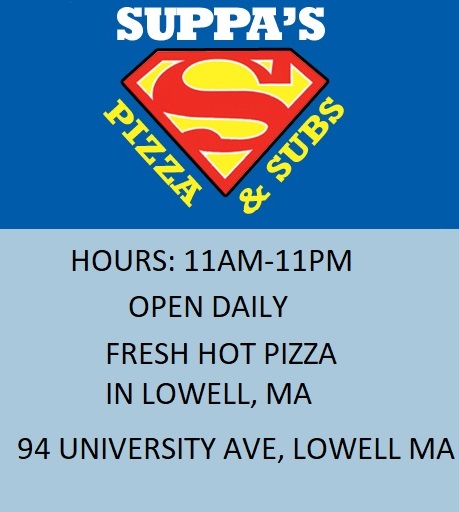 SUPPA'S
S
PIZZA
& SUBS
HOURS: 11AM-11PM
OPEN DAILY
FRESH HOT PIZZA
IN LOWELL, MA
94 UNIVERSITY AVE, LOWELL MA